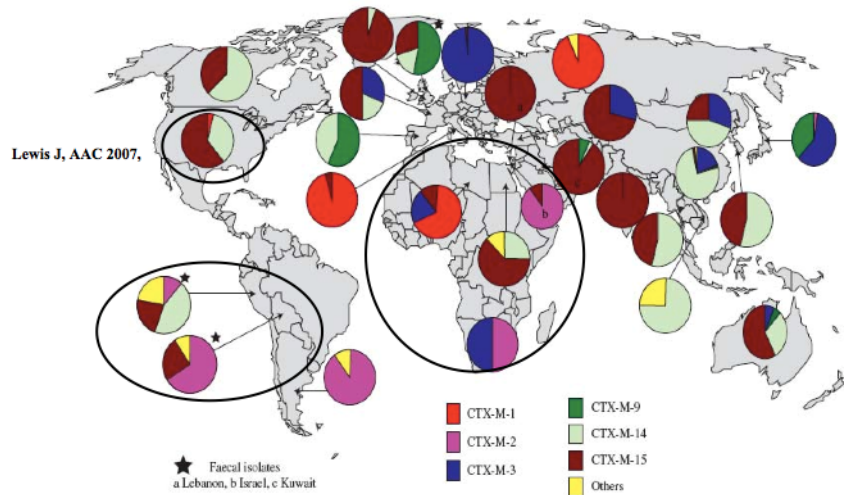 Lewis J, AAC 2007,
a
c
b
CTX-M-1
CTX-M-2
CTX-M-3
CTX-M-9
CTX-M-14
CTX-M-15
Others
Faecal isolates
a Lebanon, b Israel, c Kuwait